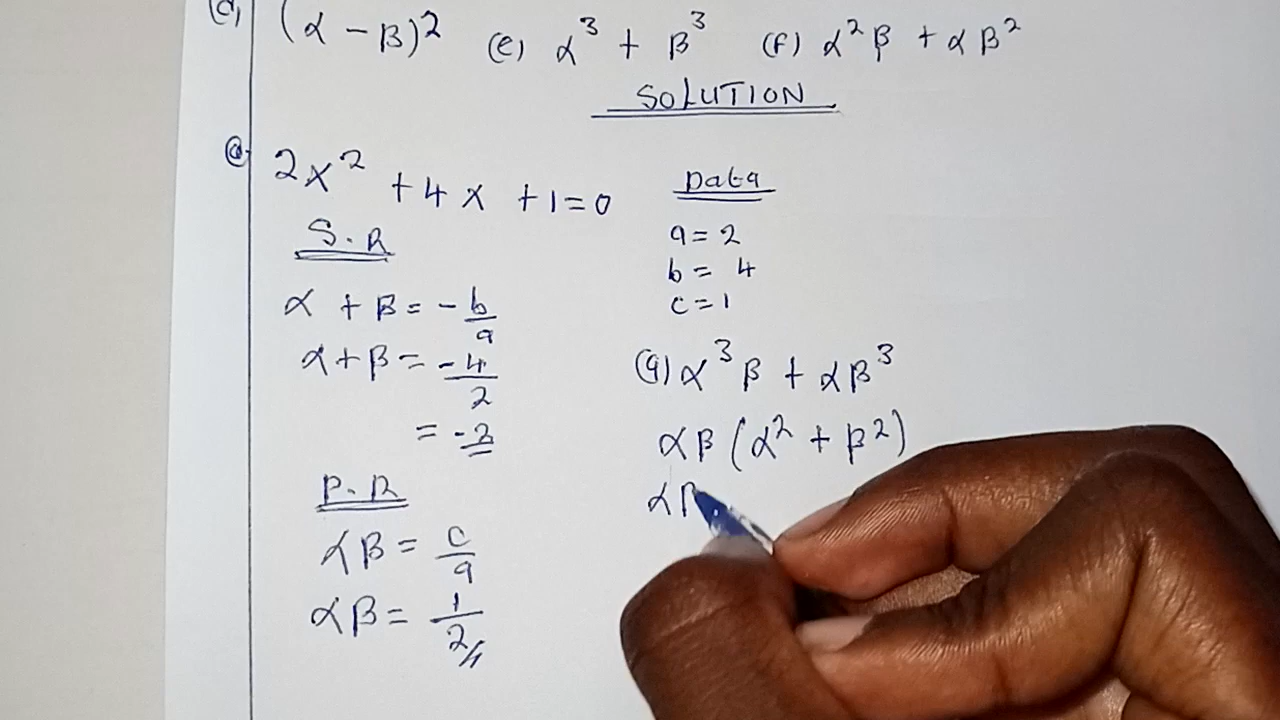 (d) (α - β)² (e) α³ + β³ (f) α²β + αβ²
SOLUTION
@ 2x² + 4x + 1 = 0
S.R
α + β = -b/a
α + β = -4/2
= -2
P.R
αβ = c/a
αβ = 1/2
Data
a = 2
b = 4
c = 1
(a) α³β + αβ³
αβ (α² + β²)
αβ